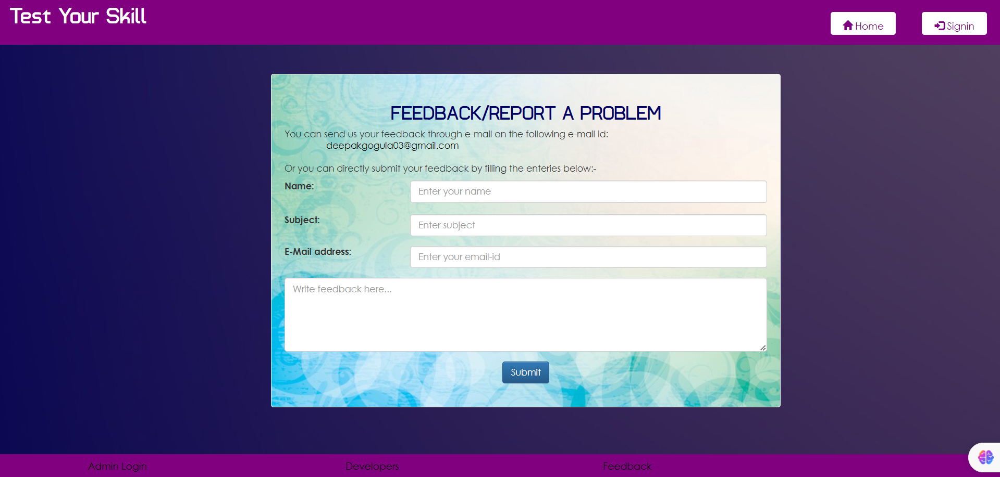 Test Your Skill
Home
Signin
FEEDBACK/REPORT A PROBLEM
You can send us your feedback through e-mail on the following e-mail id:
deepakgogula03@gmail.com
Or you can directly submit your feedback by filling the enteries below:-
Name:
Enter your name
Subject:
Enter subject
E-Mail address:
Enter your email-id
Write feedback here...
Submit
Admin Login
Developers
Feedback